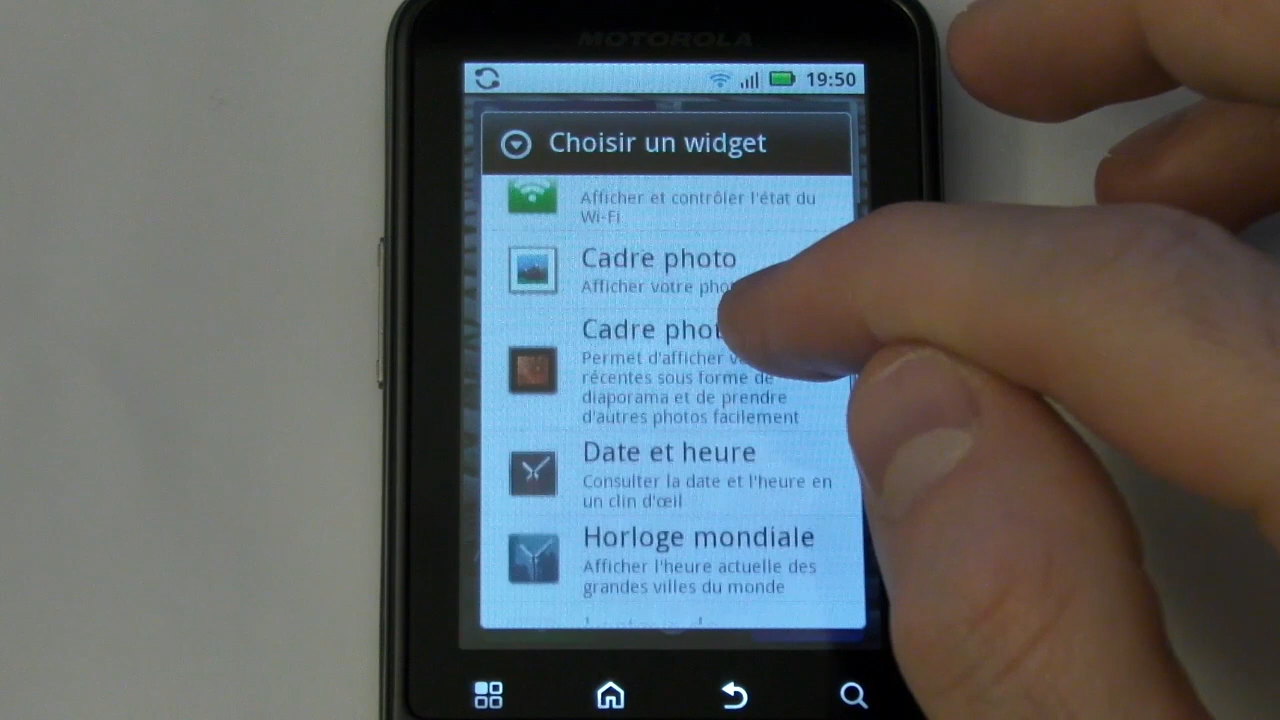 MOTOROLA
19:50
Choisir un widget
Afficher et contrôler l'état du
Wi-Fi
Cadre photo
Afficher votre
Cadre
Permet d'afficher
récentes sous forme de
diaporama et de prendre
d'autres photos facilement
Date et heure
Consulter la date et l'heure en
un clin d'œil
Horloge mondiale
Afficher l'heure actuelle des
grandes villes du monde